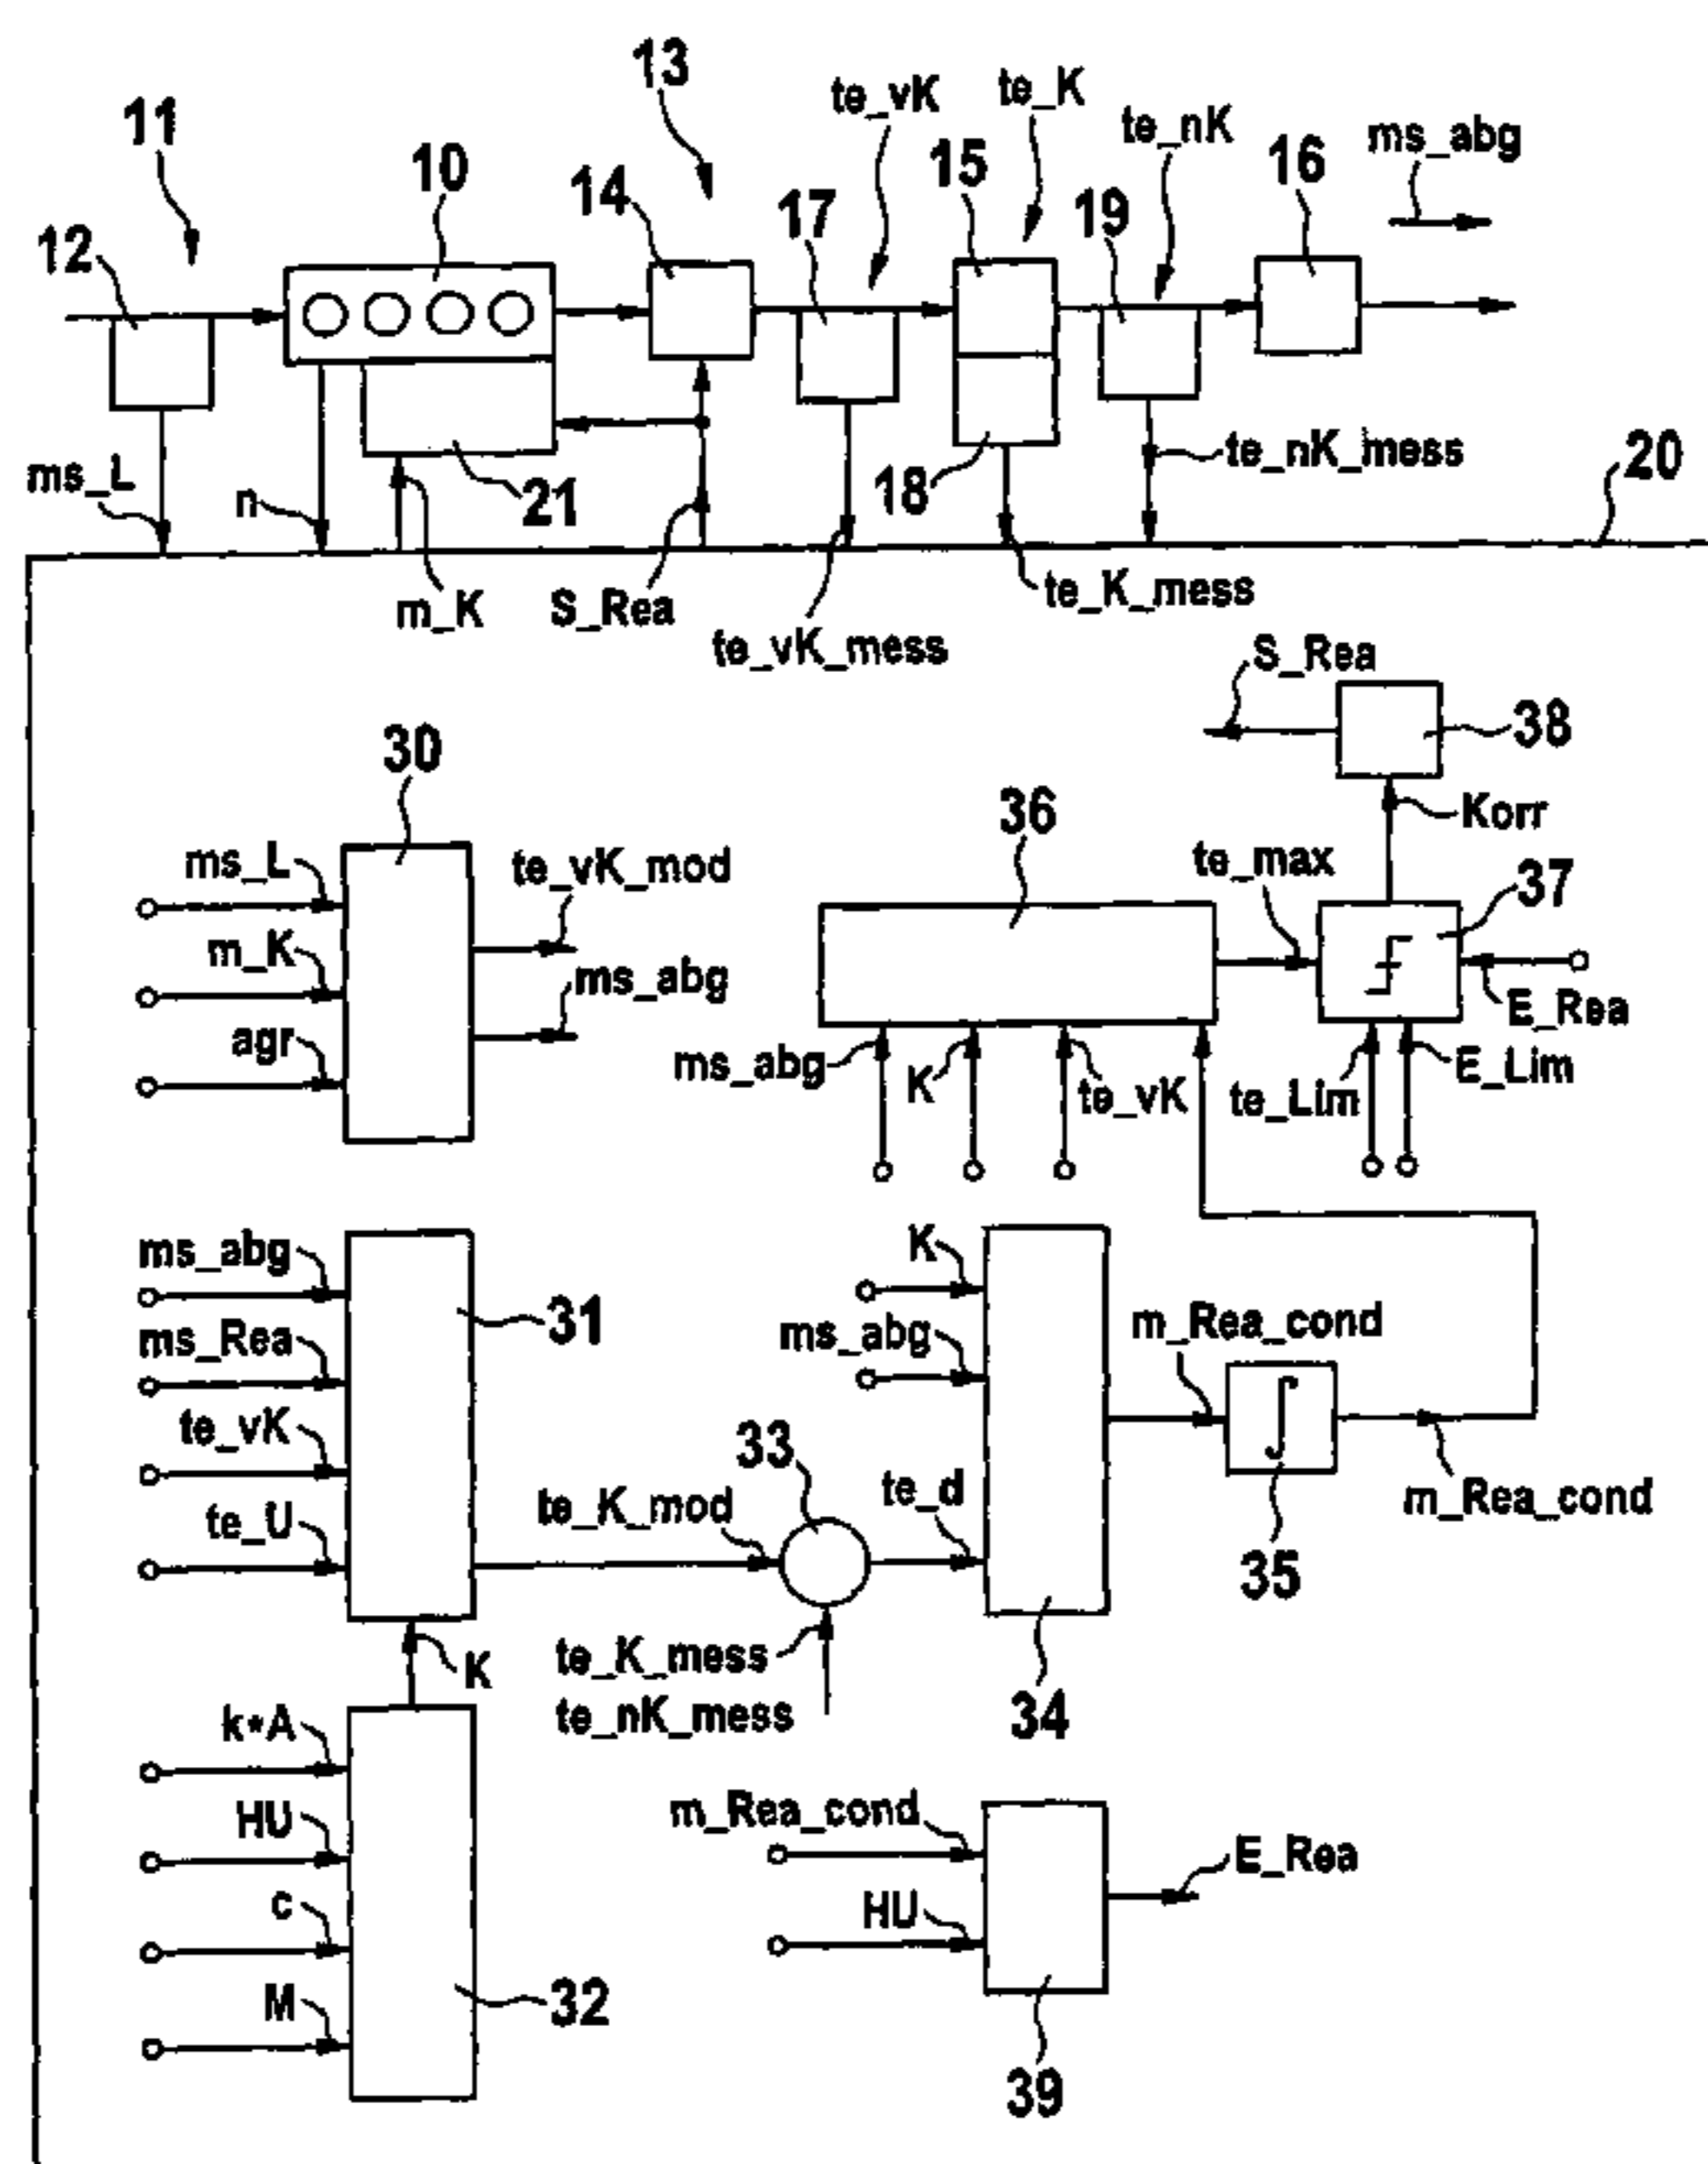 13
te_vK
te_K
11
te_nK
ms_abg
10
14
15
16
17
19
12
ms_L
n
21
18
te_nK_mess
20
m_K
S_Rea
te_K_mess
te_vK_mess
S_Rea
38
30
36
Korr
ms_L
te_vK_mod
te_max
37
m_K
ms_abg
E_Rea
agr
ms_abg
K
te_vK
te_Lim
E_Lim
ms_abg
31
K
ms_Rea
ms_abg
m_Rea_cond
te_vK
33
te_U
te_K_mod
te_d
m_Rea_cond
35
K
te_K_mess
te_nK_mess
34
k*A
HU
m_Rea_cond
E_Rea
c
HU
M
32
39